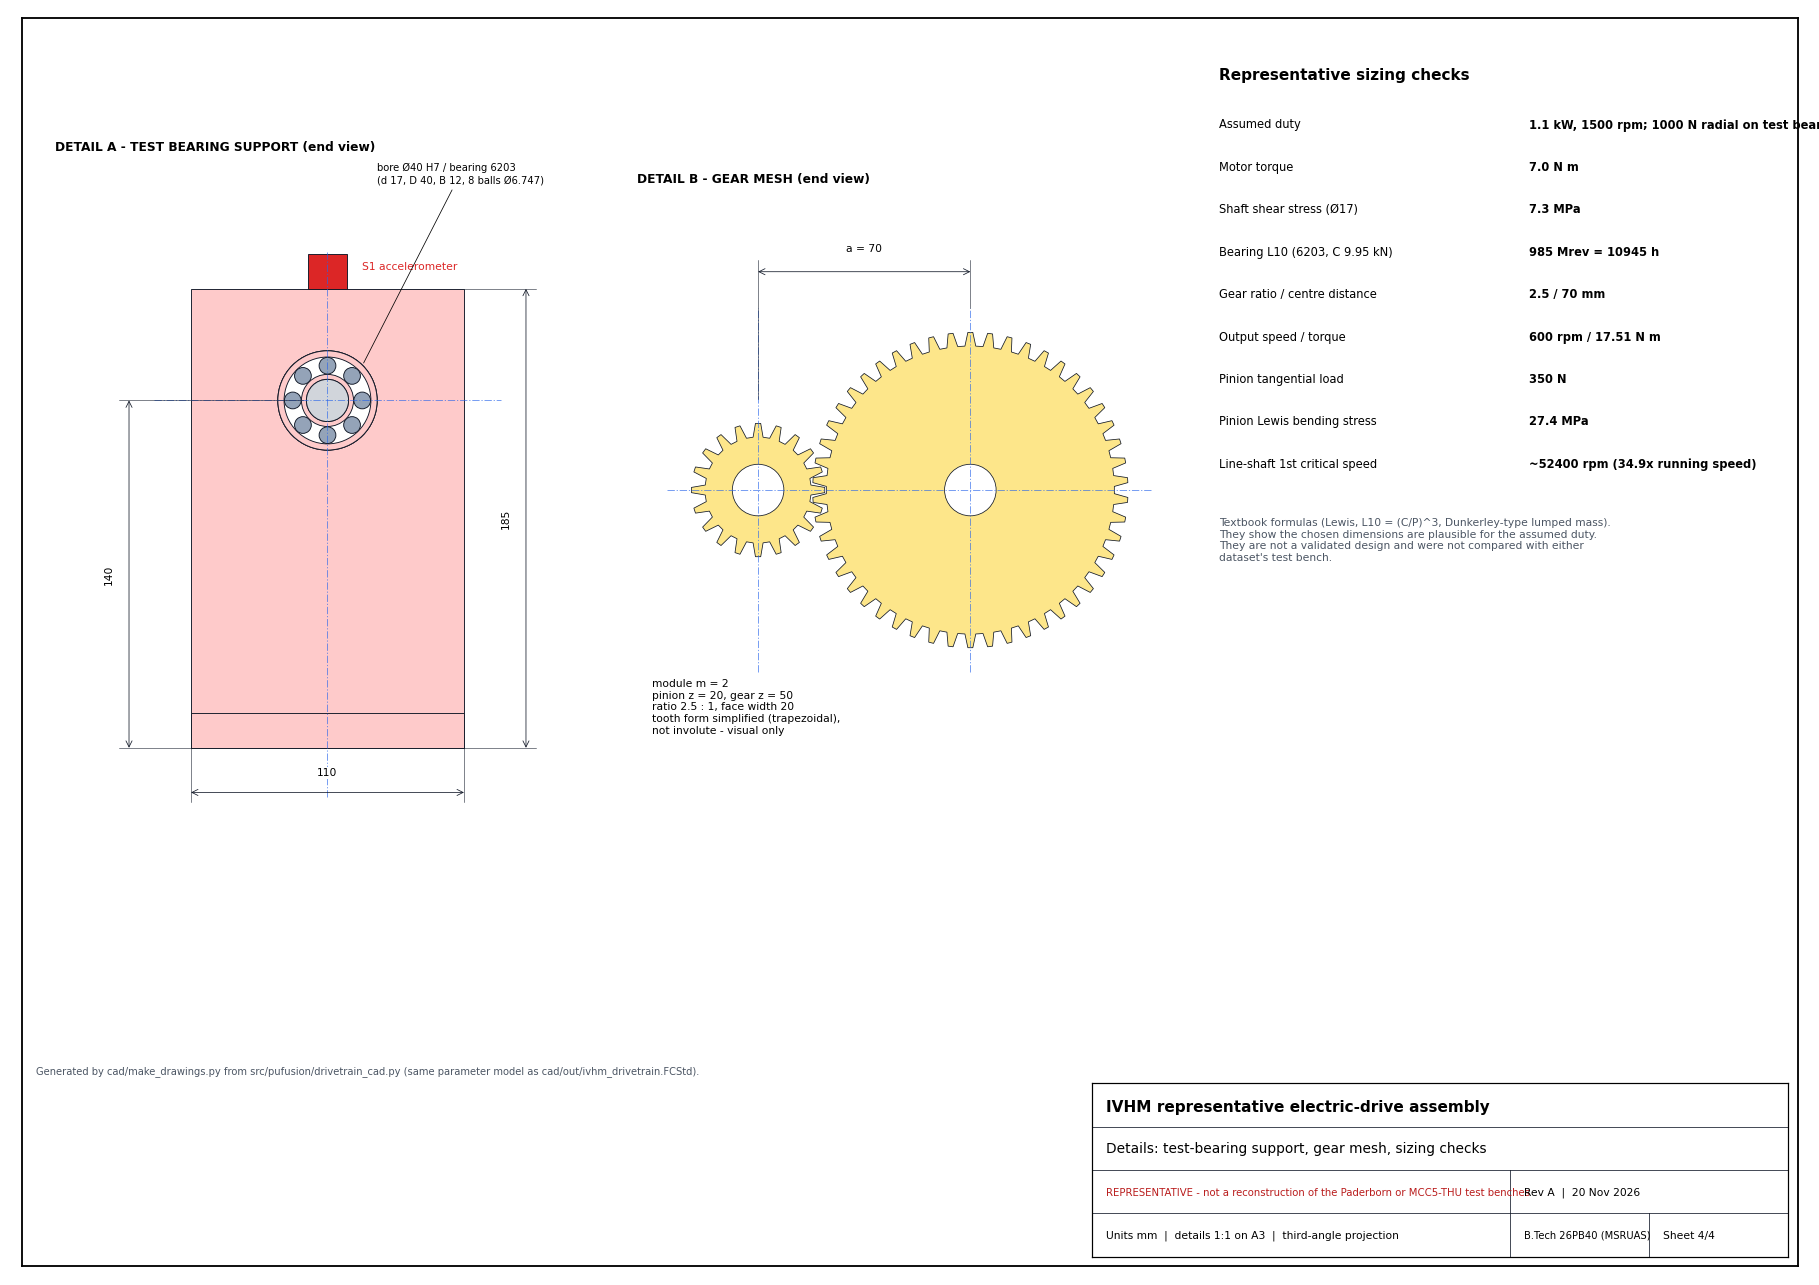 Representative sizing checks
Assumed duty 1.1 kW, 1500 rpm; 1000 N radial on test bear
Motor torque 7.0 N m
Shaft shear stress (Ø17) 7.3 MPa
Bearing L10 (6203, C 9.95 kN) 985 Mrev = 10945 h
Gear ratio / centre distance 2.5 / 70 mm
Output speed / torque 600 rpm / 17.51 N m
Pinion tangential load 350 N
Pinion Lewis bending stress 27.4 MPa
Line-shaft 1st critical speed ~52400 rpm (34.9x running speed)
Textbook formulas (Lewis, L10 = (C/P)^3, Dunkerley-type lumped mass).
They show the chosen dimensions are plausible for the assumed duty.
They are not a validated design and were not compared with either
dataset's test bench.
DETAIL A - TEST BEARING SUPPORT (end view)
bore Ø40 H7 / bearing 6203
(d 17, D 40, B 12, 8 balls Ø6.747)
S1 accelerometer
185
140
110
DETAIL B - GEAR MESH (end view)
a = 70
module m = 2
pinion z = 20, gear z = 50
ratio 2.5 : 1, face width 20
tooth form simplified (trapezoidal),
not involute - visual only
Generated by cad/make_drawings.py from src/pufusion/drivetrain_cad.py (same parameter model as cad/out/ivhm_drivetrain.FCStd).
IVHM representative electric-drive assembly
Details: test-bearing support, gear mesh, sizing checks
REPRESENTATIVE - not a reconstruction of the Paderborn or MCC5-THU test benches
Rev A | 20 Nov 2026
Units mm | details 1:1 on A3 | third-angle projection
B.Tech 26PB40 (MSRUAS)
Sheet 4/4